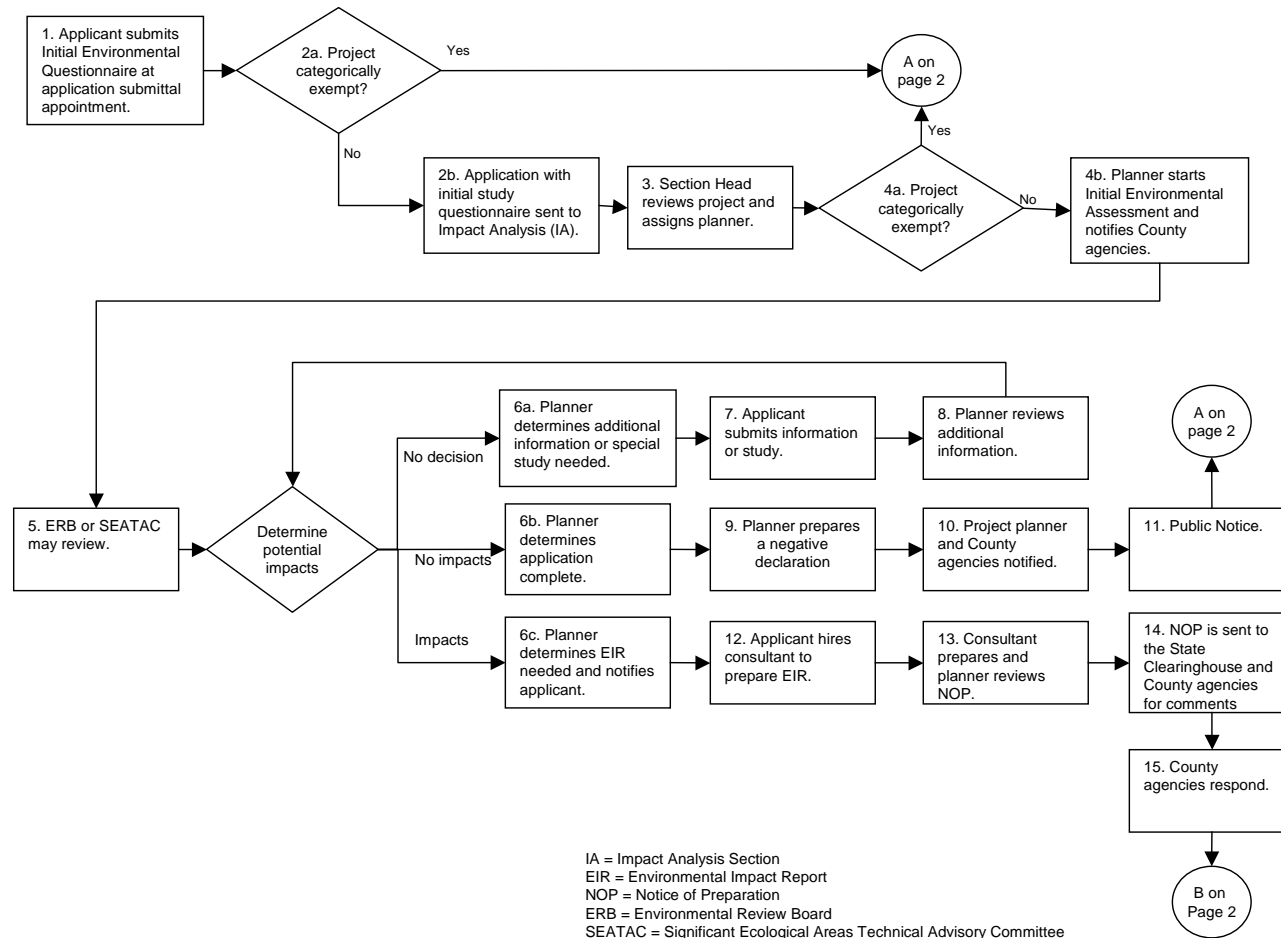 1. Applicant submits
Initial Environmental
Questionnaire at
application submittal
appointment.
2a. Project
categorically
exempt?
Yes
A on
page 2
No
2b. Application with
initial study
questionnaire sent to
Impact Analysis (IA).
3. Section Head
reviews project and
assigns planner.
Yes
4a. Project
categorically
exempt?
No
4b. Planner starts
Initial Environmental
Assessment and
notifies County
agencies.
5. ERB or SEATAC
may review.
Determine
potential
impacts
No decision
6a. Planner
determines additional
information or special
study needed.
7. Applicant
submits information
or study.
8. Planner reviews
additional
information.
No impacts
6b. Planner
determines
application
complete.
9. Planner prepares
a negative
declaration
10. Project planner
and County
agencies notified.
11. Public Notice.
A on
page 2
Impacts
6c. Planner
determines EIR
needed and notifies
applicant.
12. Applicant hires
consultant to
prepare EIR.
13. Consultant
prepares and
planner reviews
NOP.
14. NOP is sent to
the State
Clearinghouse and
County agencies
for comments
15. County
agencies respond.
B on
Page 2
IA = Impact Analysis Section
EIR = Environmental Impact Report
NOP = Notice of Preparation
ERB = Environmental Review Board
SEATAC = Significant Ecological Areas Technical Advisory Committee